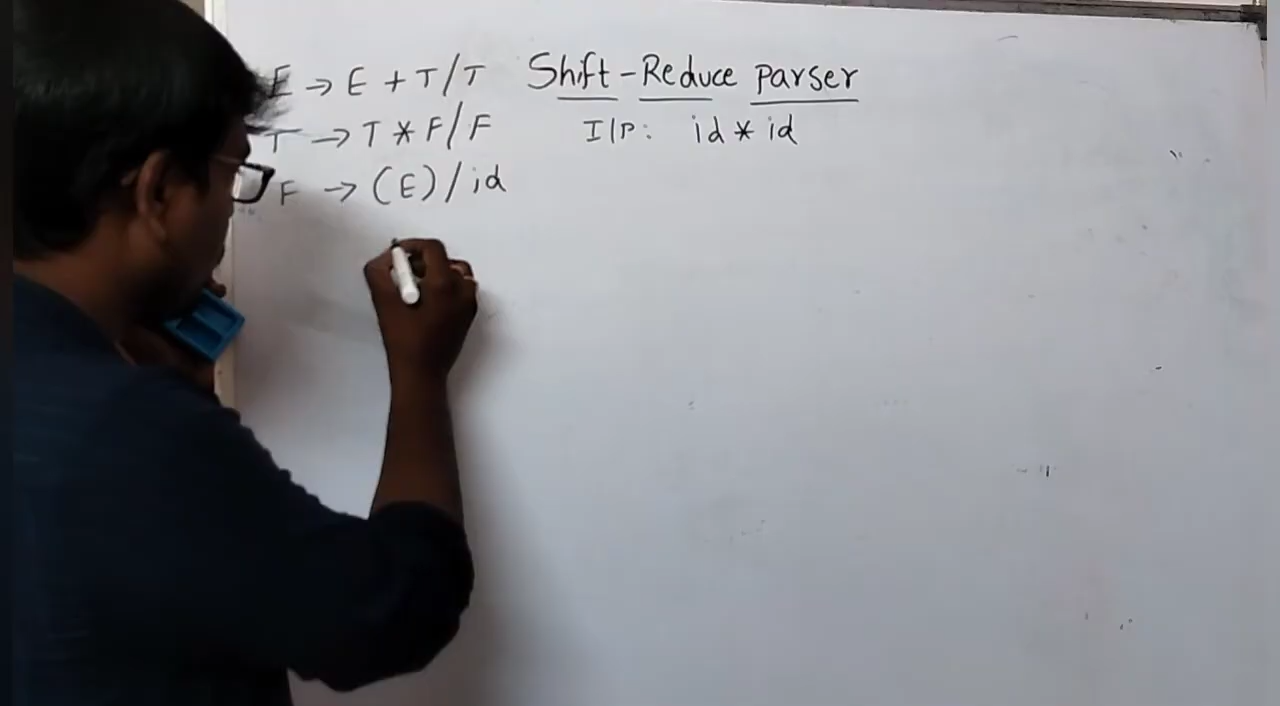 E → E + T / T
Shift-Reduce parser
T → T * F / F
I/P: id * id
F → (E) / id